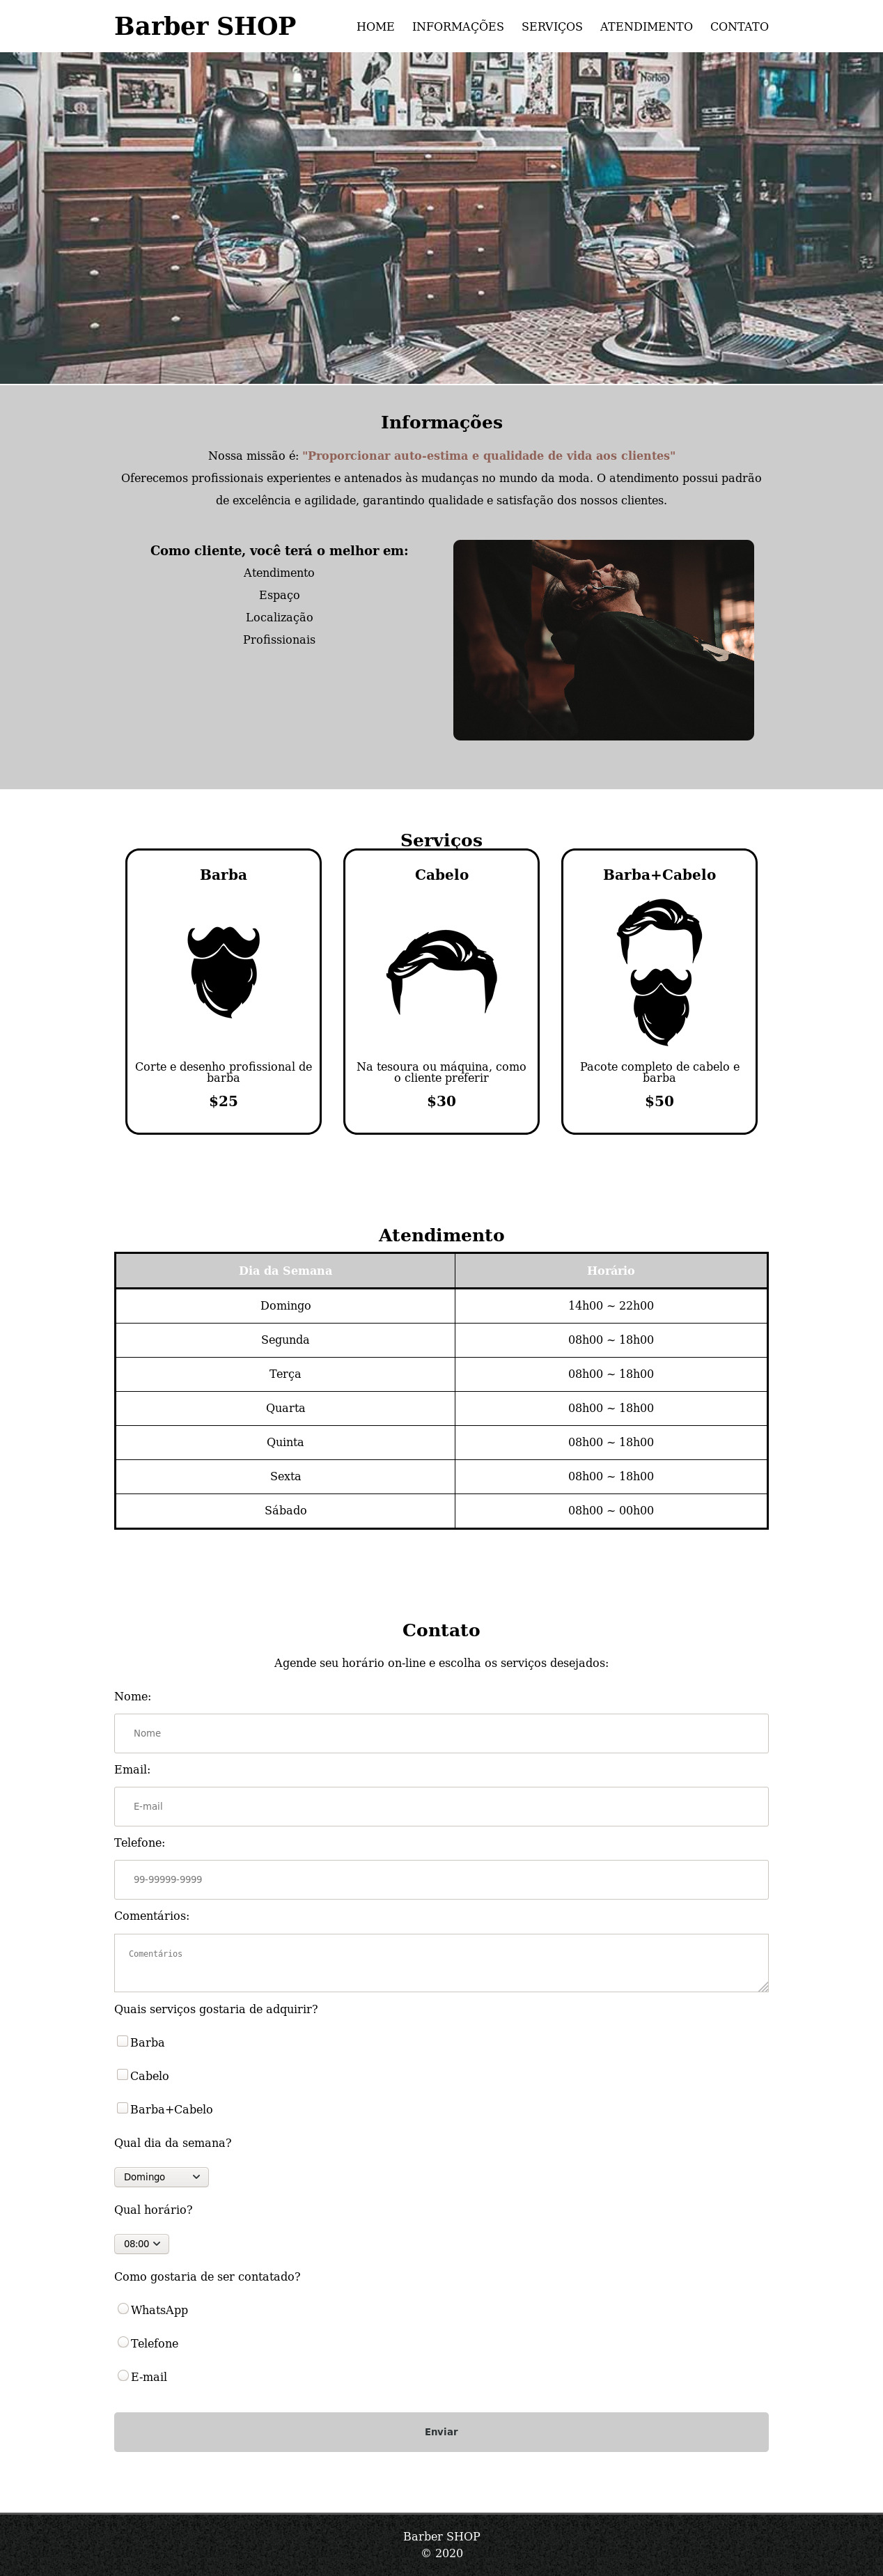 Barber SHOP
HOME INFORMAÇÕES SERVIÇOS ATENDIMENTO CONTATO
Norton
Informações
Nossa missão é: "Proporcionar auto-estima e qualidade de vida aos clientes"
Oferecemos profissionais experientes e antenados às mudanças no mundo da moda. O atendimento possui padrão
de excelência e agilidade, garantindo qualidade e satisfação dos nossos clientes.
Como cliente, você terá o melhor em:
Atendimento
Espaço
Localização
Profissionais
Serviços
Barba
Corte e desenho profissional de
barba
$25
Cabelo
Na tesoura ou máquina, como
o cliente preferir
$30
Barba+Cabelo
Pacote completo de cabelo e
barba
$50
Atendimento
Dia da Semana Horário
Domingo 14h00 ~ 22h00
Segunda 08h00 ~ 18h00
Terça 08h00 ~ 18h00
Quarta 08h00 ~ 18h00
Quinta 08h00 ~ 18h00
Sexta 08h00 ~ 18h00
Sábado 08h00 ~ 00h00
Contato
Agende seu horário on-line e escolha os serviços desejados:
Nome:
Nome
Email:
E-mail
Telefone:
99-99999-9999
Comentários:
Comentários
Quais serviços gostaria de adquirir?
Barba
Cabelo
Barba+Cabelo
Qual dia da semana?
Domingo
Qual horário?
08:00
Como gostaria de ser contatado?
WhatsApp
Telefone
E-mail
Enviar
Barber SHOP
© 2020